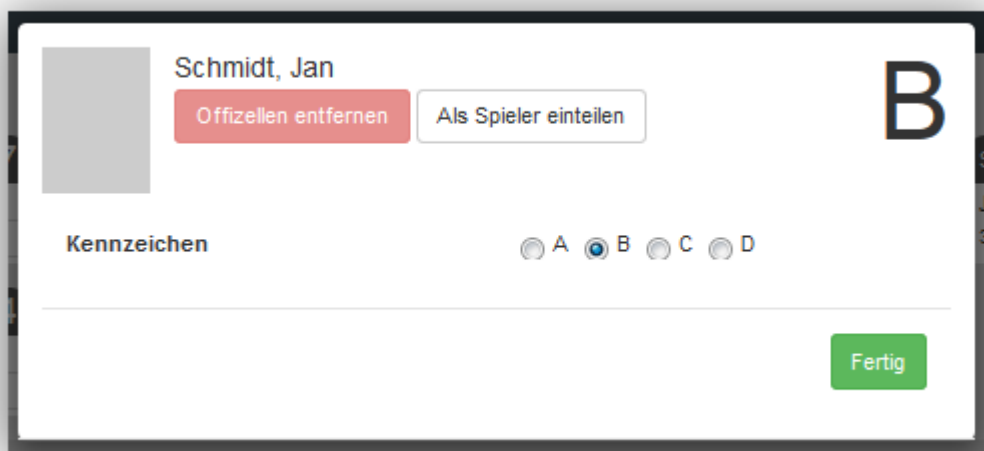 Schmidt, Jan
B
Offizellen entfernen
Als Spieler einteilen
Kennzeichen
A B C D
Fertig